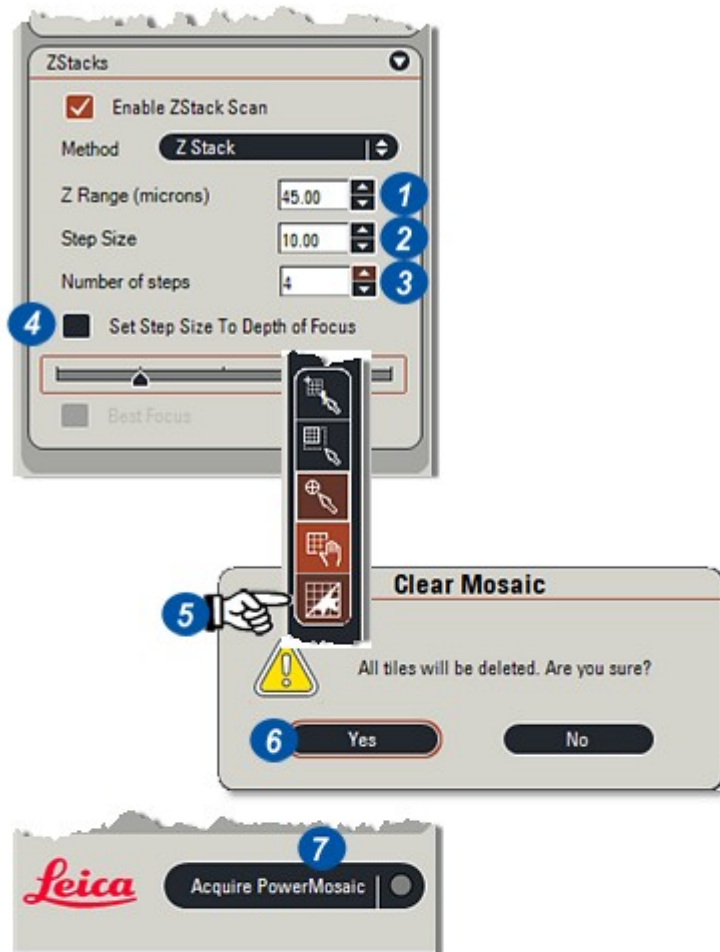 ZStacks
Enable ZStack Scan
Method Z Stack
Z Range (microns) 45.00 1
Step Size 10.00 2
Number of steps 4 3
4 Set Step Size To Depth of Focus
Best Focus
5
Clear Mosaic
All tiles will be deleted. Are you sure?
6 Yes No
7
Leica Acquire PowerMosaic